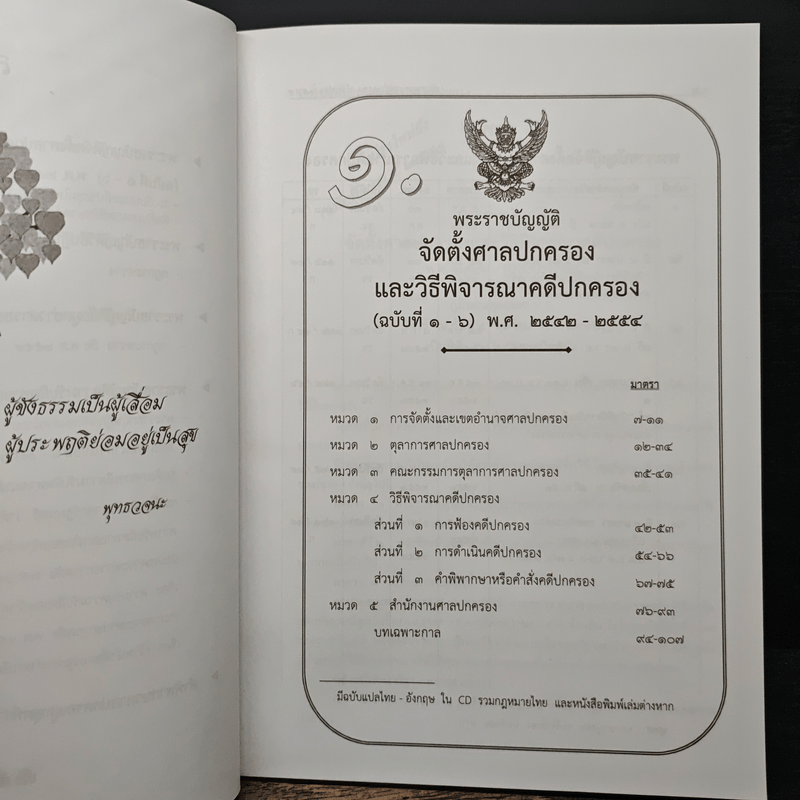 ผู้ชังธรรมเป็นผู้เสื่อม
ผู้ประพฤติย่อมอยู่เป็นสุข
พุทธวจนะ
๑.
พระราชบัญญัติ
จัดตั้งศาลปกครอง
และวิธีพิจารณาคดีปกครอง
(ฉบับที่ ๑ - ๖) พ.ศ. ๒๕๔๒ - ๒๕๕๔
มาตรา
หมวด ๑ การจัดตั้งและเขตอำนาจศาลปกครอง ๗-๑๑
หมวด ๒ ตุลาการศาลปกครอง ๑๒-๓๔
หมวด ๓ คณะกรรมการตุลาการศาลปกครอง ๓๕-๔๑
หมวด ๔ วิธีพิจารณาคดีปกครอง
ส่วนที่ ๑ การฟ้องคดีปกครอง ๔๒-๕๓
ส่วนที่ ๒ การดำเนินคดีปกครอง ๕๔-๖๖
ส่วนที่ ๓ คำพิพากษาหรือคำสั่งคดีปกครอง ๖๗-๗๕
หมวด ๕ สำนักงานศาลปกครอง ๗๖-๙๓
บทเฉพาะกาล ๙๔-๑๐๗
มีฉบับแปลไทย - อังกฤษ ใน CD รวมกฎหมายไทย และหนังสือพิมพ์เล่มต่างหาก